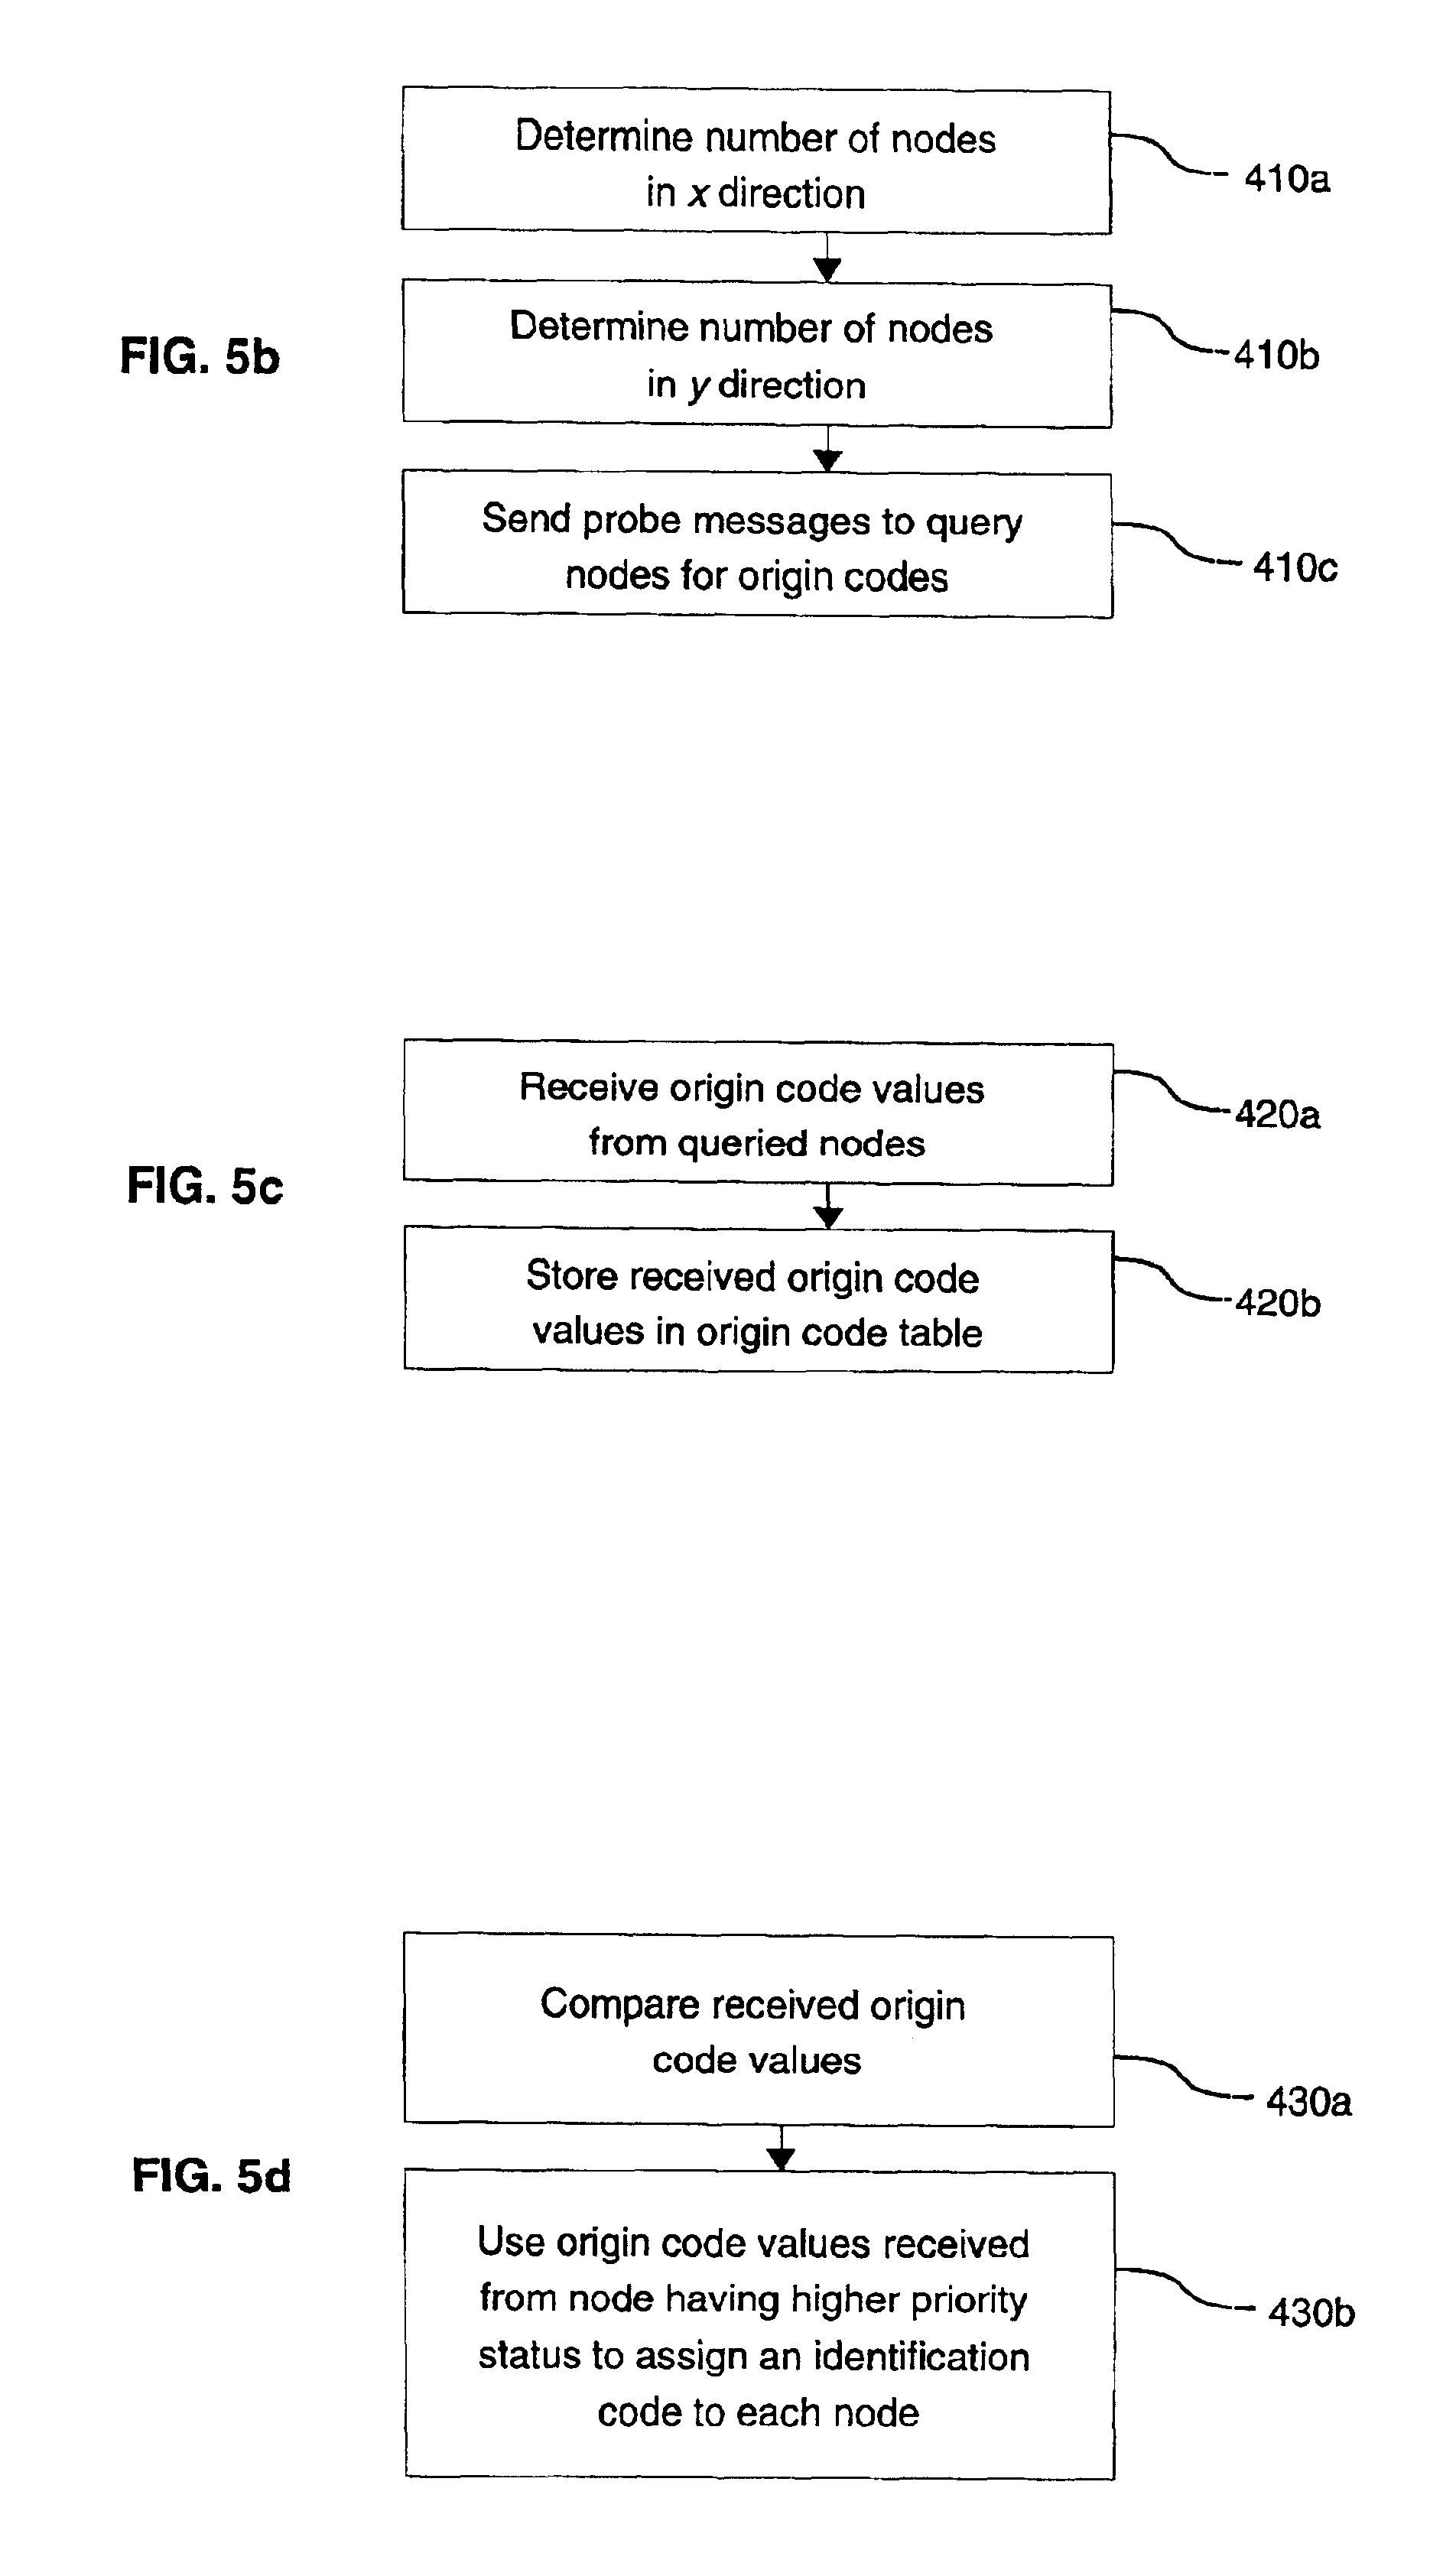 Determine number of nodes
in x direction
410a
FIG. 5b
Determine number of nodes
in y direction
410b
Send probe messages to query
nodes for origin codes
410c
Receive origin code values
from queried nodes
420a
FIG. 5c
Store received origin code
values in origin code table
420b
Compare received origin
code values
430a
FIG. 5d
Use origin code values received
from node having higher priority
status to assign an identification
code to each node
430b